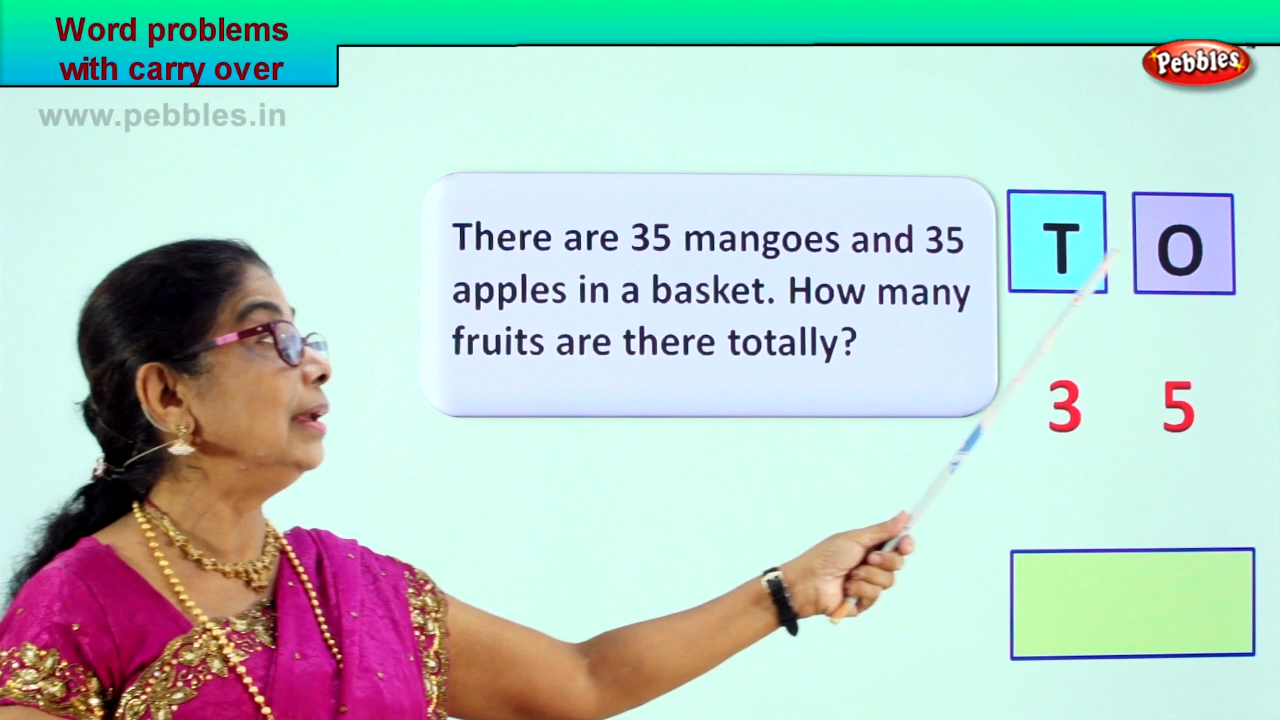 Word problems
with carry over
www.pebbles.in
Pebbles
There are 35 mangoes and 35
apples in a basket. How many
fruits are there totally?
T O
3 5